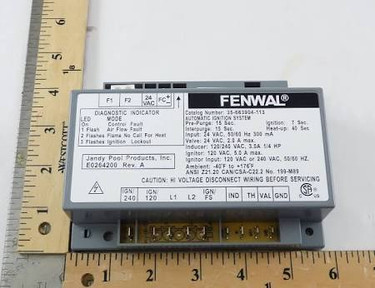 F1 F2 24 VAC FC+
DIAGNOSTIC INDICATOR
LED MODE
On Control Fault
1 Flash Air Flow Fault
2 Flashes Flame No Call For Heat
3 Flashes Ignition Lockout
Jandy Pool Products, Inc.
E0264200 Rev. A
FENWAL®
Catalog Number: 35-663904-113
AUTOMATIC IGNITION SYSTEM
Pre-Purge: 15 Sec. Ignition: 7 Sec.
Interpurge: 15 Sec. Heat-up: 40 Sec
Input: 24 VAC, 50/60 Hz 300 mA
Valve: 24 VAC, 2.0 A max.
Inducer: 120/240 VAC, 3.0A 1/4 HP
Ignitor: 120 VAC, 5.0 A max.
Ignitor Input: 120 VAC or 240 VAC, 50/60 HZ.
Ambient: -40F to +176°F
ANSI Z21.20 CAN/CSA-C22.2 No. 199-M89
CAUTION: HI VOLTAGE DISCONNECT WIRING BEFORE SERVICING
IGN/ 240 IGN/ 120 L1 L2 IGN/ FS IND TH VAL GND